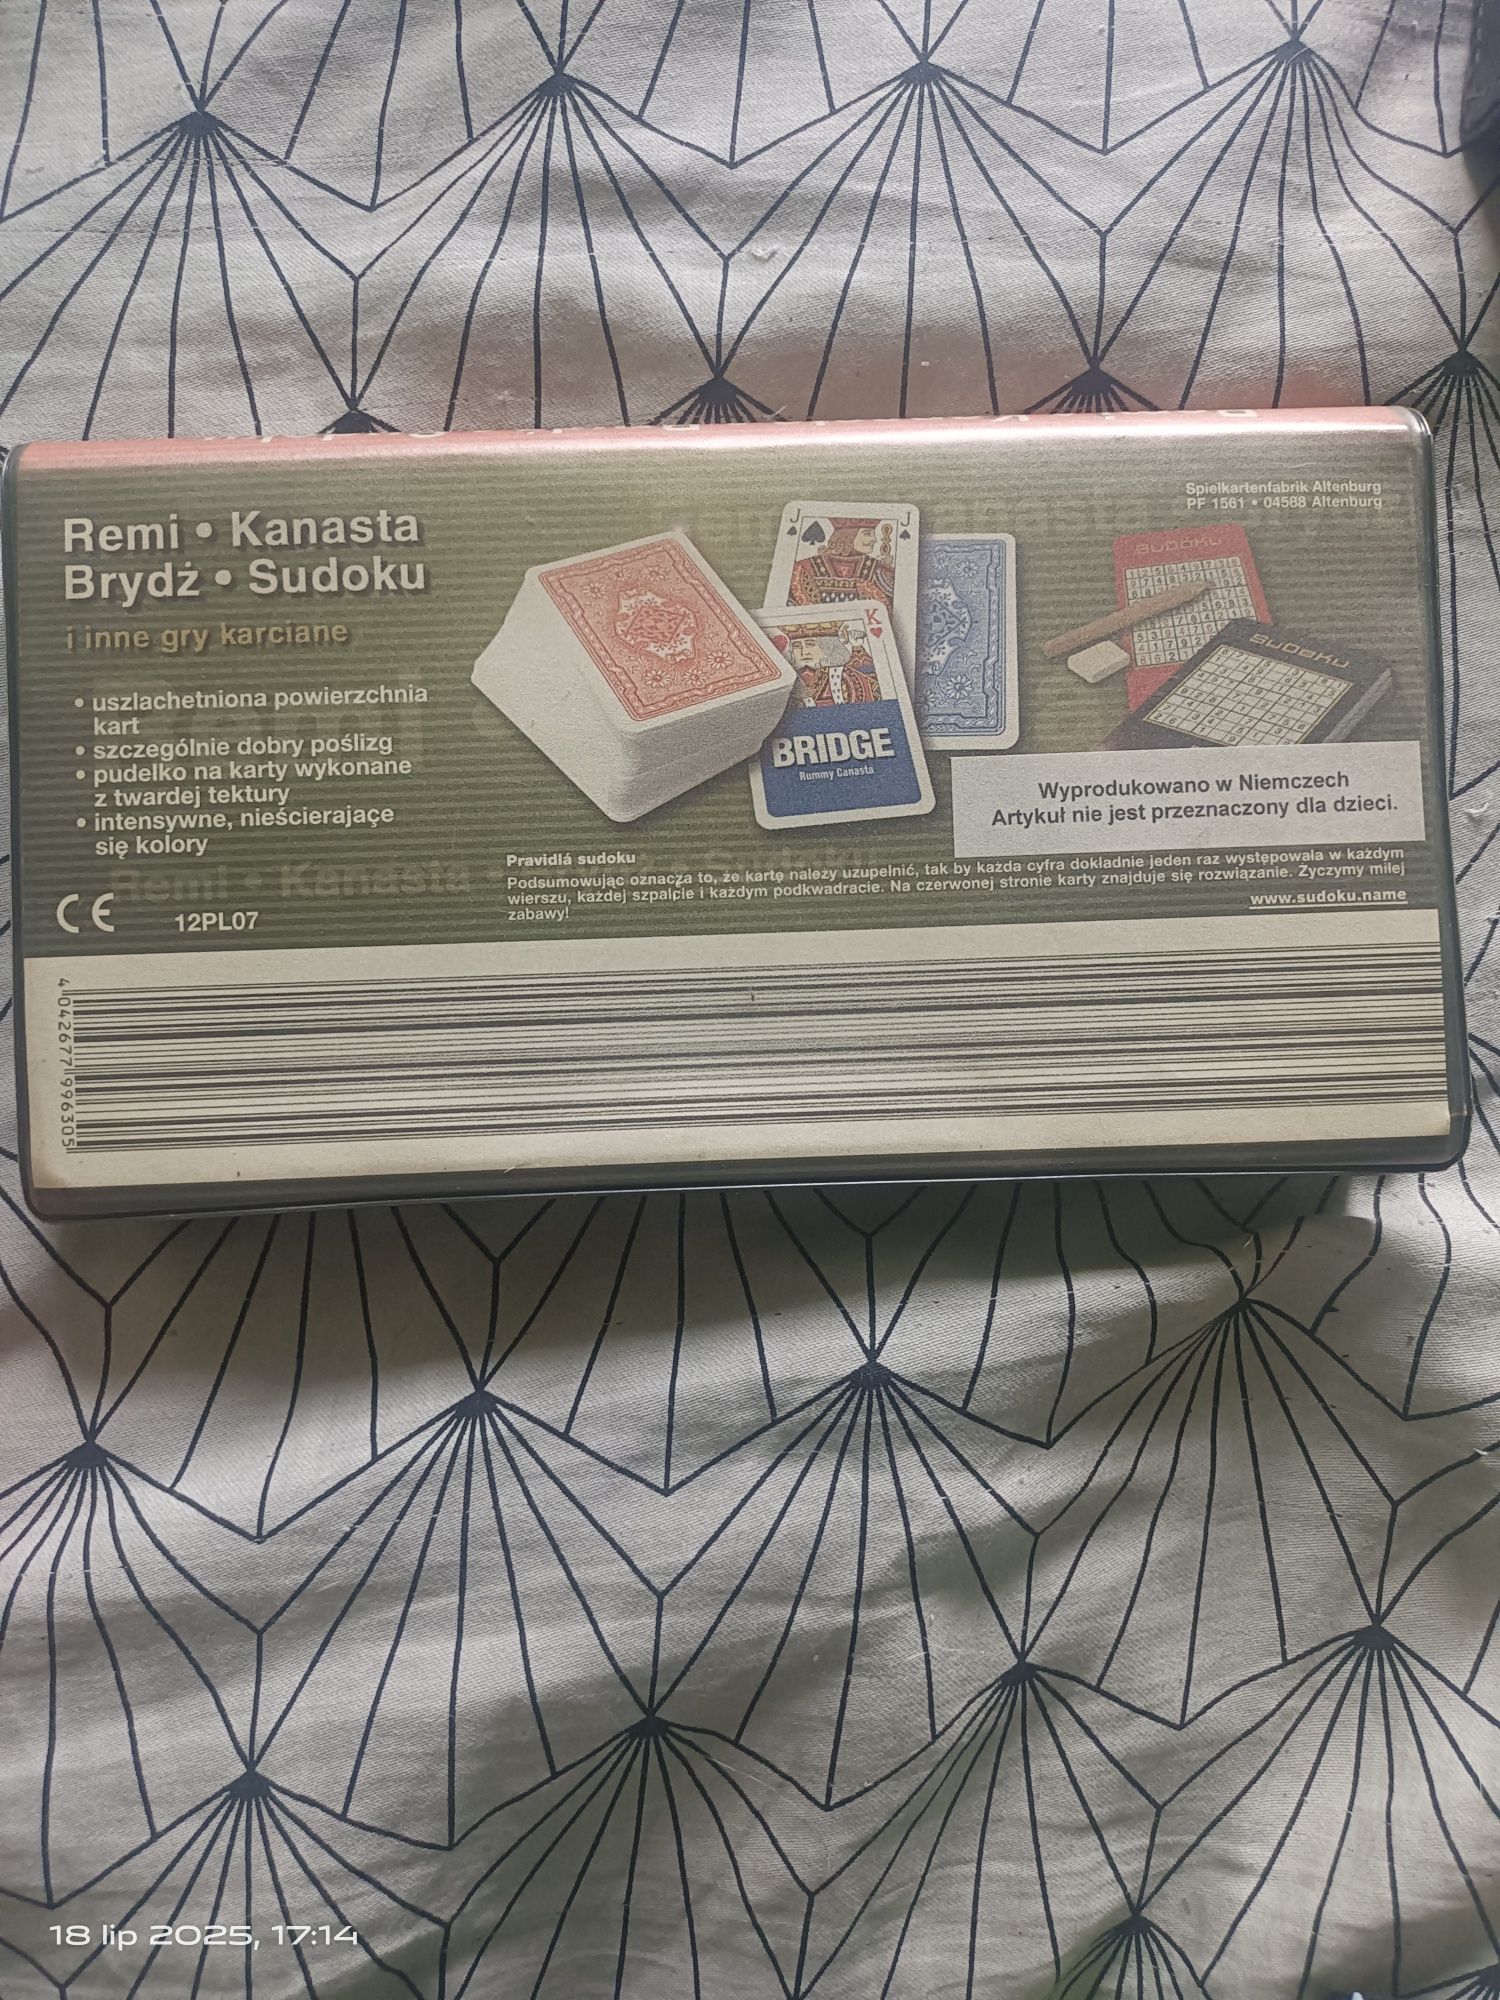 Spielkartenfabrik Altenburg
PF 1561 • 04588 Altenburg
Remi • Kanasta
Brydż • Sudoku
i inne gry karciane
• uszlachetniona powierzchnia
kart
• szczególnie dobry poślizg
• pudełko na karty wykonane
z twardej tektury
• intensywne, nieścierające
się kolory
J
J
K
BRIDGE
Rummy Canasta
Sudoku
Sudoku
Wyprodukowano w Niemczech
Artykuł nie jest przeznaczony dla dzieci.
Pravidlá sudoku
Podsumowując oznacza to, że kartę należy uzupełnić, tak by każda cyfra dokładnie jeden raz występowała w każdym
wierszu, każdej szpalcie i każdym podkwadracie. Na czerwonej stronie karty znajduje się rozwiązanie. Życzymy miłej
zabawy!
www.sudoku.name
CE
12PL07
4 042677 996305
18 lip 2025, 17:14